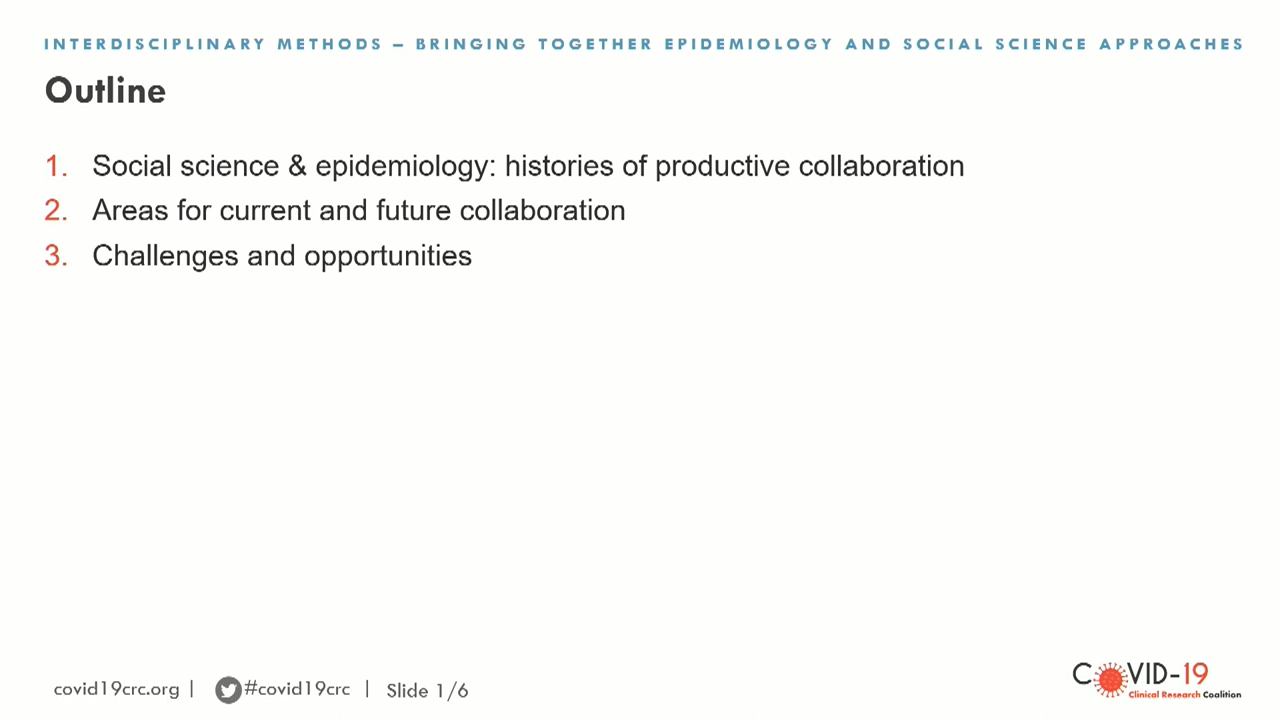 INTERDISCIPLINARY METHODS – BRINGING TOGETHER EPIDEMIOLOGY AND SOCIAL SCIENCE APPROACHES
Outline
1. Social science & epidemiology: histories of productive collaboration
2. Areas for current and future collaboration
3. Challenges and opportunities
covid19crc.org | #covid19crc | Slide 1/6
COVID-19
Clinical Research Coalition